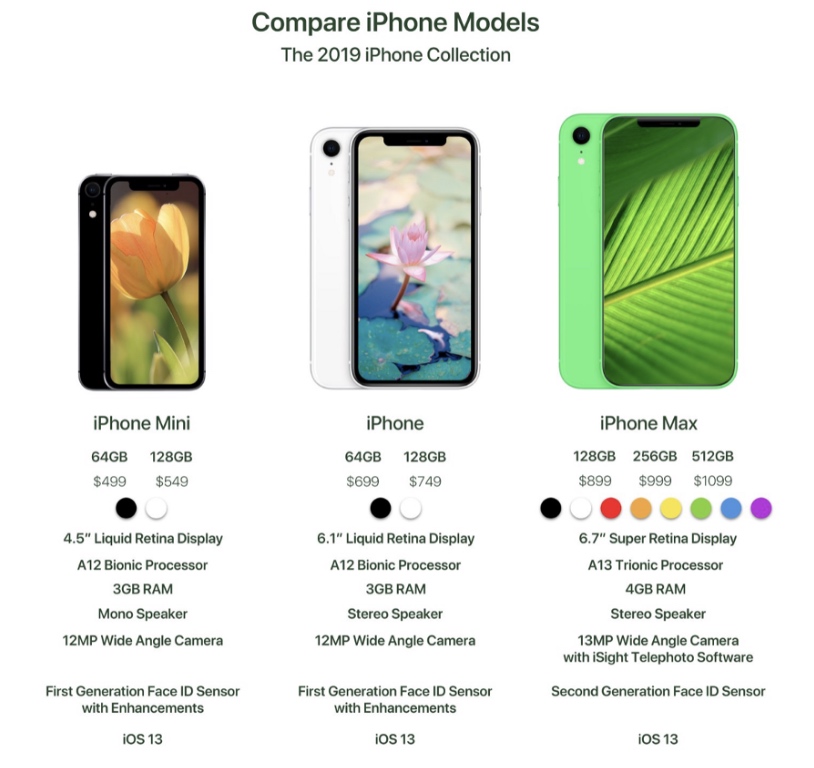 Compare iPhone Models
The 2019 iPhone Collection
iPhone Mini
64GB 128GB
$499 $549
4.5" Liquid Retina Display
A12 Bionic Processor
3GB RAM
Mono Speaker
12MP Wide Angle Camera
First Generation Face ID Sensor
with Enhancements
iOS 13
iPhone
64GB 128GB
$699 $749
6.1" Liquid Retina Display
A12 Bionic Processor
3GB RAM
Stereo Speaker
12MP Wide Angle Camera
First Generation Face ID Sensor
with Enhancements
iOS 13
iPhone Max
128GB 256GB 512GB
$899 $999 $1099
6.7" Super Retina Display
A13 Trionic Processor
4GB RAM
Stereo Speaker
13MP Wide Angle Camera
with iSight Telephoto Software
Second Generation Face ID Sensor
iOS 13